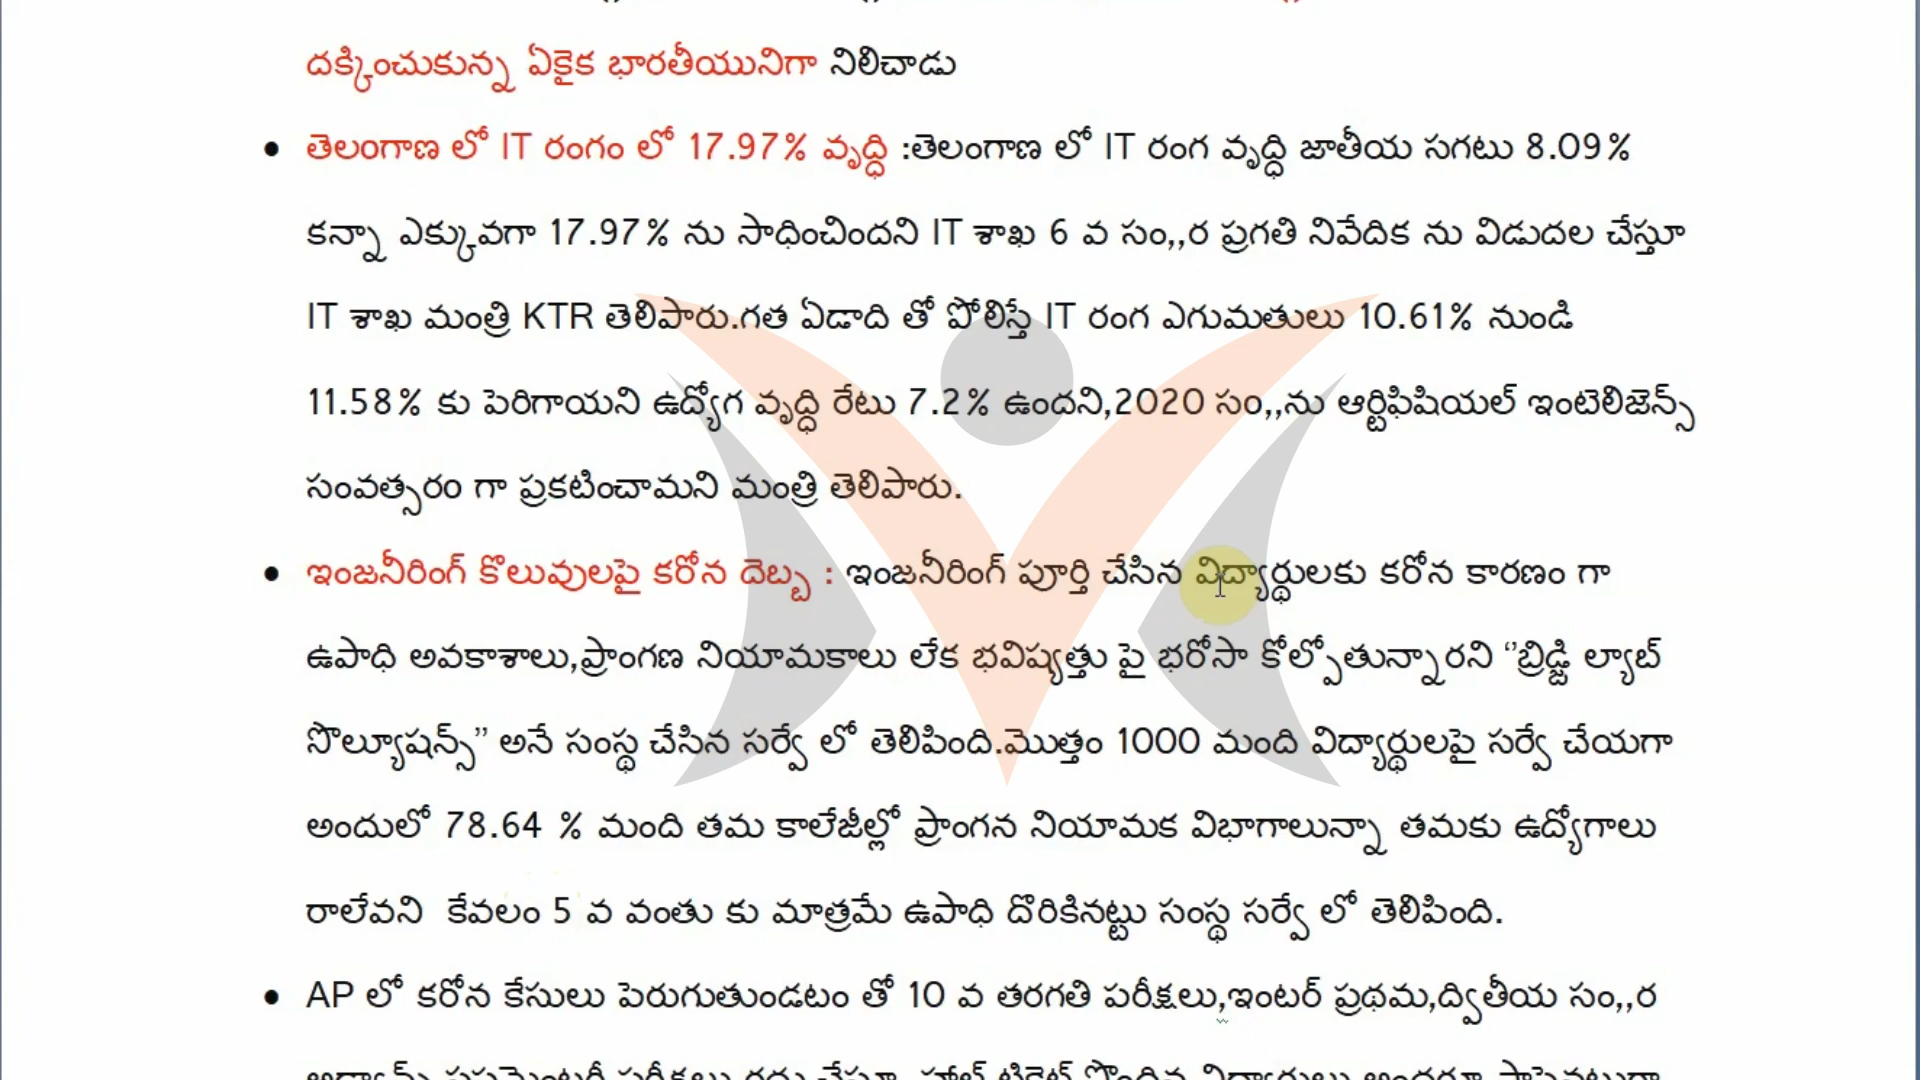 దక్కించుకున్న ఏకైక భారతీయునిగా నిలిచాడు
● తెలంగాణ లో IT రంగం లో 17.97% వృద్ధి :తెలంగాణ లో IT రంగ వృద్ధి జాతీయ సగటు 8.09%
కన్నా ఎక్కువగా 17.97% ను సాధించిందని IT శాఖ 6 వ సం,,ర ప్రగతి నివేదిక ను విడుదల చేస్తూ
IT శాఖ మంత్రి KTR తెలిపారు.గత ఏడాది తో పోలిస్తే IT రంగ ఎగుమతులు 10.61% నుండి
11.58% కు పెరిగాయని ఉద్యోగ వృద్ధి రేటు 7.2% ఉందని,2020 సం,,ను ఆర్టిఫిషియల్ ఇంటెలిజెన్స్
సంవత్సరం గా ప్రకటించామని మంత్రి తెలిపారు.
● ఇంజనీరింగ్ కొలువులపై కరోన దెబ్బ : ఇంజనీరింగ్ పూర్తి చేసిన విద్యార్థులకు కరోన కారణం గా
ఉపాధి అవకాశాలు,ప్రాంగణ నియామకాలు లేక భవిష్యత్తు పై భరోసా కోల్పోతున్నారని “బ్రిడ్జి ల్యాబ్
సొల్యూషన్స్” అనే సంస్థ చేసిన సర్వే లో తెలిపింది.మొత్తం 1000 మంది విద్యార్థులపై సర్వే చేయగా
అందులో 78.64 % మంది తమ కాలేజీల్లో ప్రాంగన నియామక విభాగాలున్నా తమకు ఉద్యోగాలు
రాలేవని కేవలం 5 వ వంతు కు మాత్రమే ఉపాధి దొరికినట్టు సంస్థ సర్వే లో తెలిపింది.
● AP లో కరోన కేసులు పెరుగుతుండటం తో 10 వ తరగతి పరీక్షలు,ఇంటర్ ప్రథమ,ద్వితీయ సం,,ర